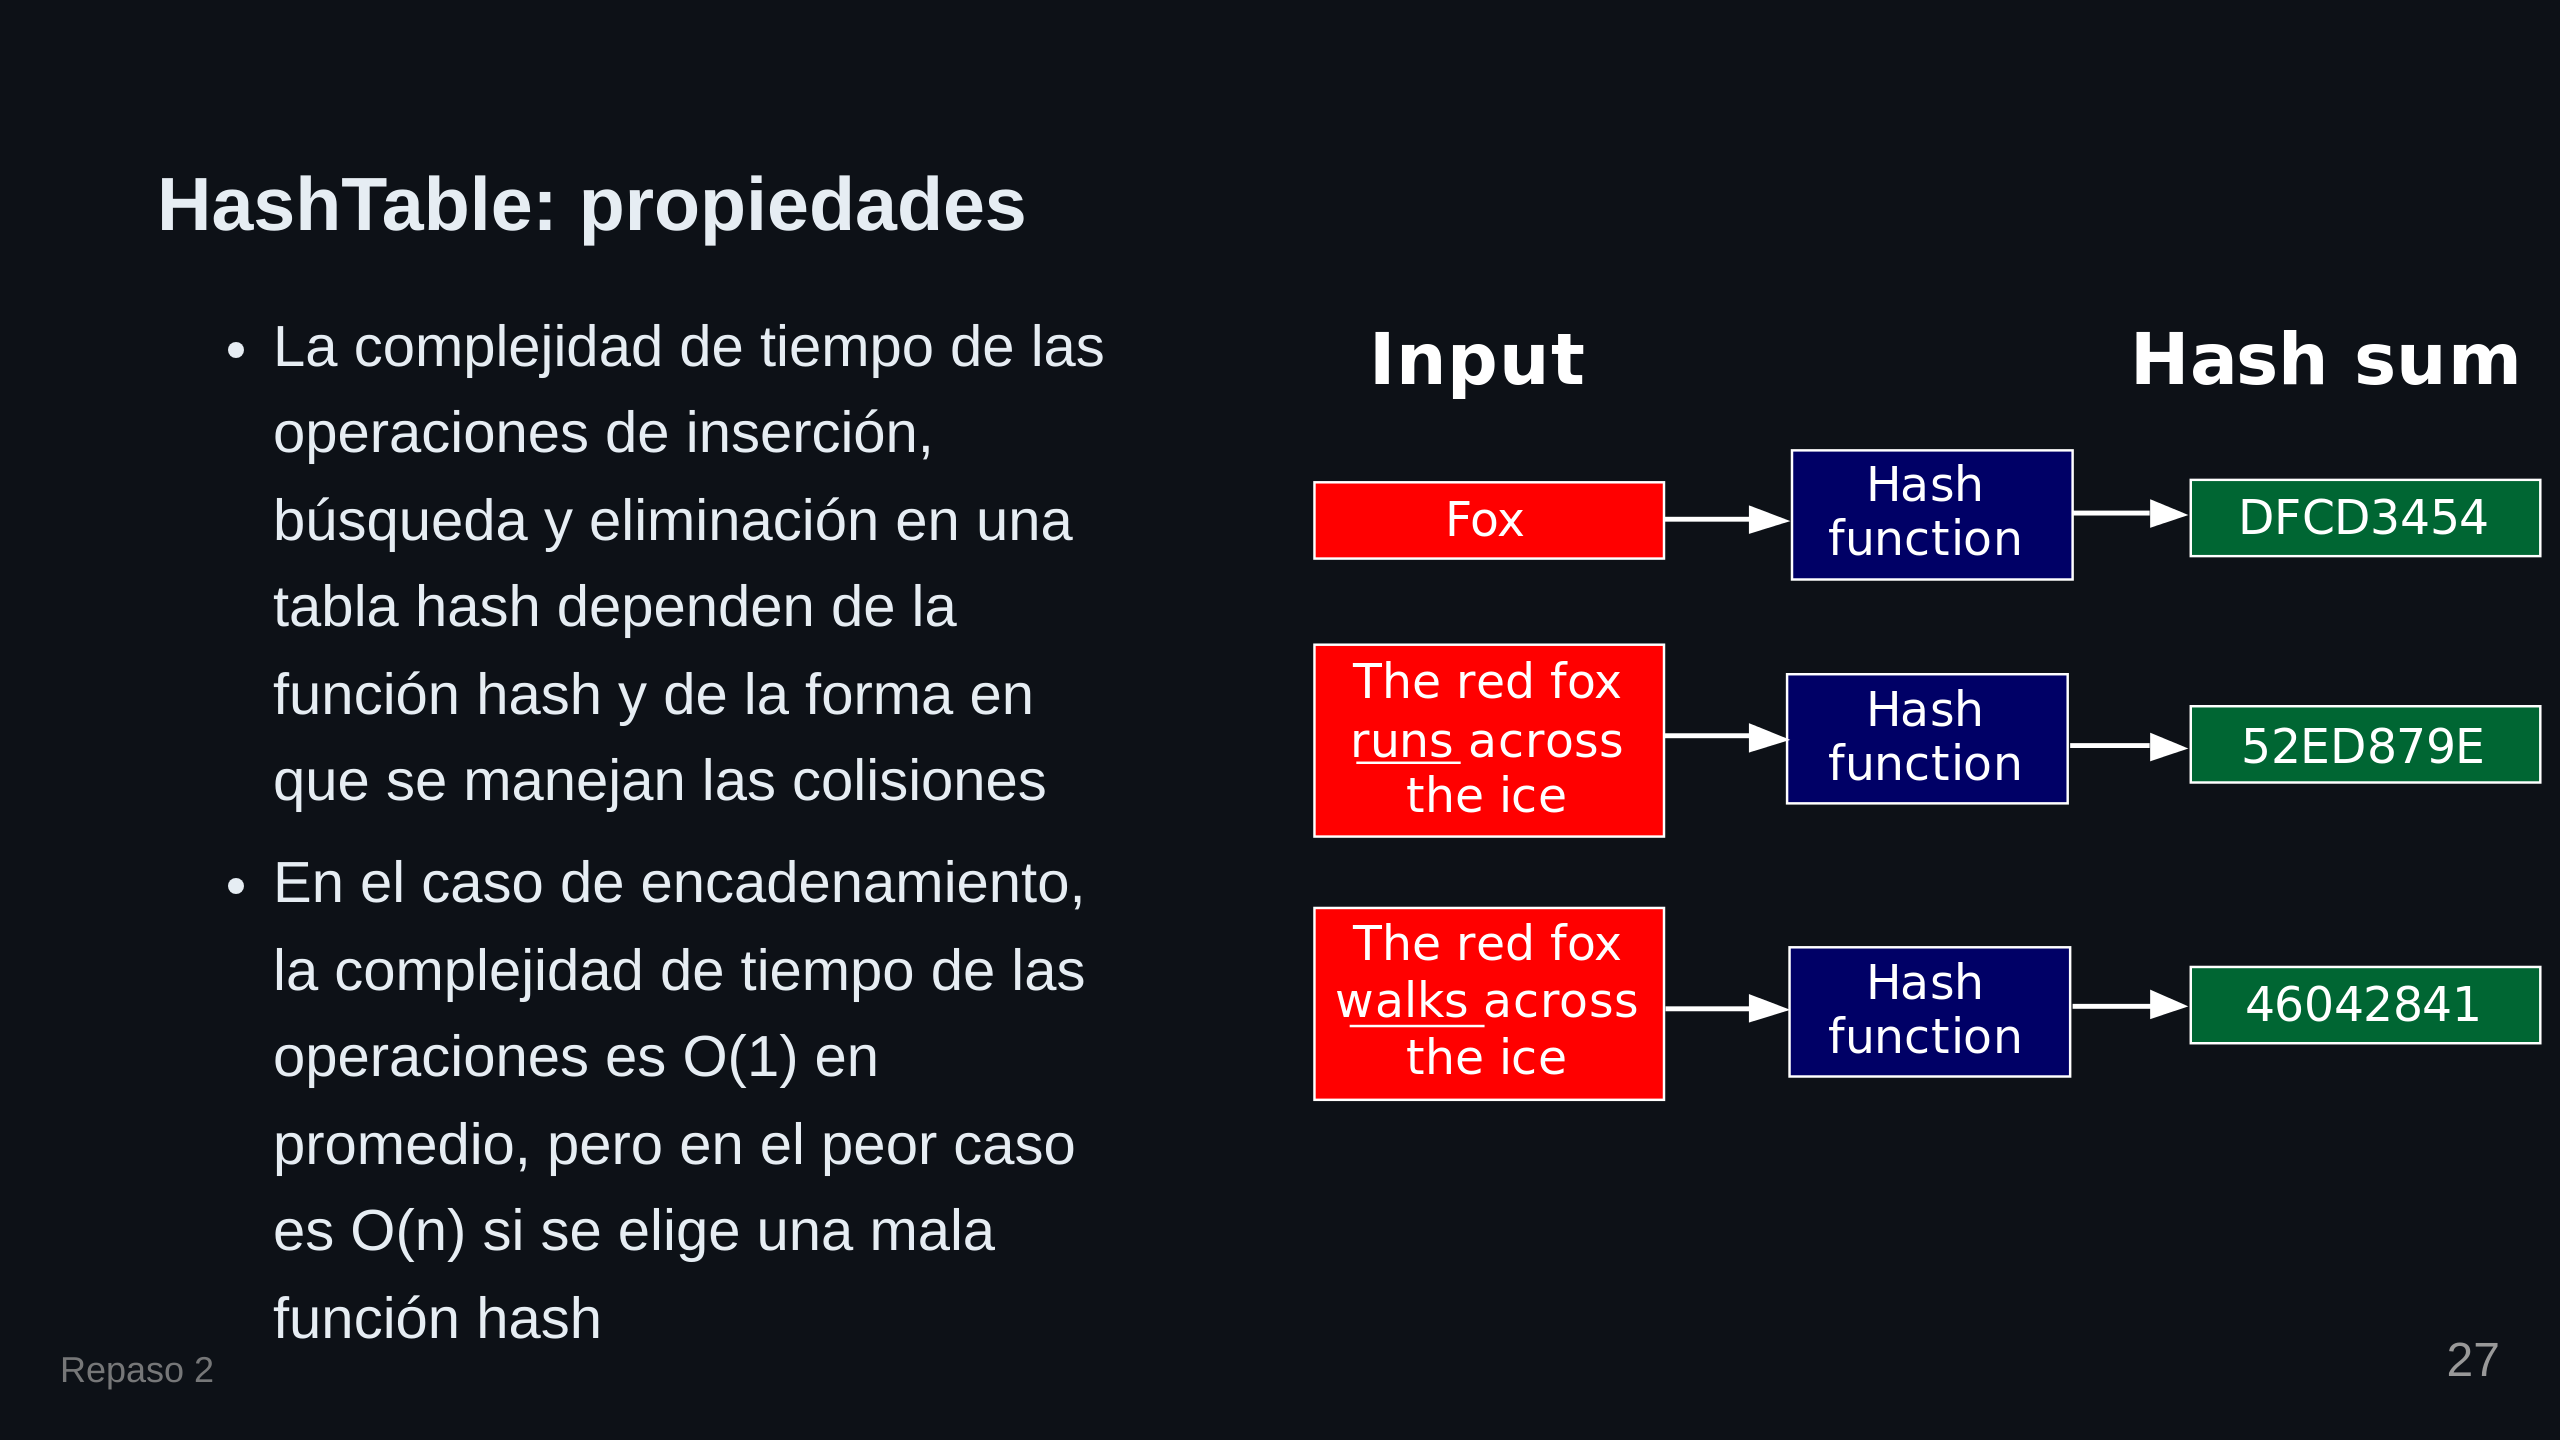 HashTable: propiedades
La complejidad de tiempo de las
operaciones de inserción,
búsqueda y eliminación en una
tabla hash dependen de la
función hash y de la forma en
que se manejan las colisiones
En el caso de encadenamiento,
la complejidad de tiempo de las
operaciones es O(1) en
promedio, pero en el peor caso
es O(n) si se elige una mala
función hash
Input
Hash sum
Fox
Hash
function
DFCD3454
The red fox
runs across
the ice
Hash
function
52ED879E
The red fox
walks across
the ice
Hash
function
46042841
Repaso 2
27